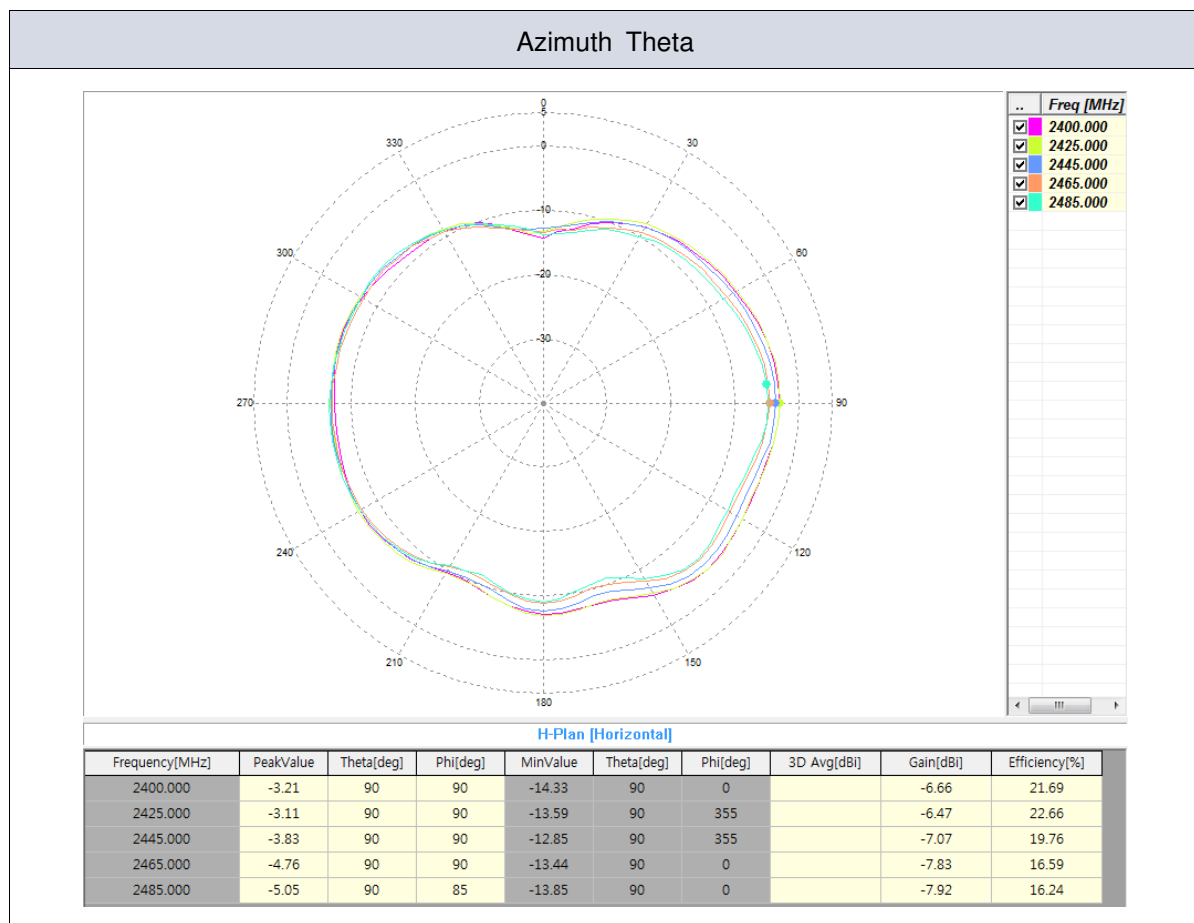 Azimuth Theta
0
5
0
-10
-20
-30
30
60
90
120
150
180
210
240
270
300
330
.. Freq [MHz]
2400.000
2425.000
2445.000
2465.000
2485.000
H-Plan [Horizontal]
Frequency[MHz] PeakValue Theta[deg] Phi[deg] MinValue Theta[deg] Phi[deg] 3D Avg[dBi] Gain[dBi] Efficiency[%]
2400.000 -3.21 90 90 -14.33 90 0 -6.66 21.69
2425.000 -3.11 90 90 -13.59 90 355 -6.47 22.66
2445.000 -3.83 90 90 -12.85 90 355 -7.07 19.76
2465.000 -4.76 90 90 -13.44 90 0 -7.83 16.59
2485.000 -5.05 90 85 -13.85 90 0 -7.92 16.24